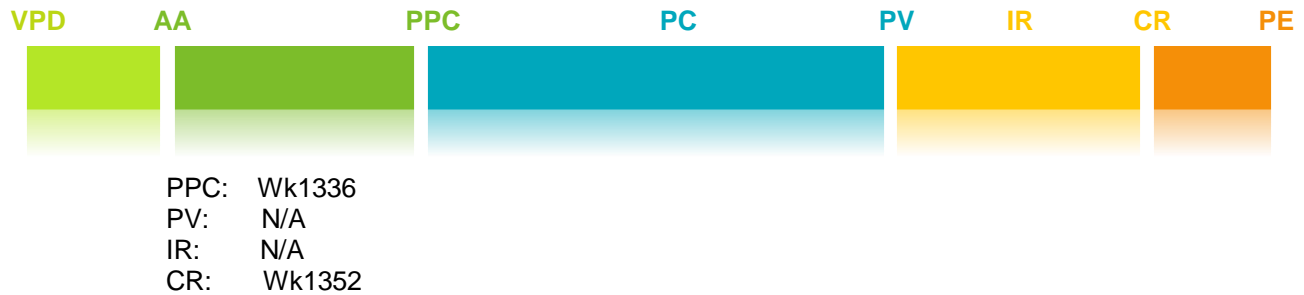 VPD AA PPC PC PV IR CR PE
PPC: Wk1336
PV: N/A
IR: N/A
CR: Wk1352